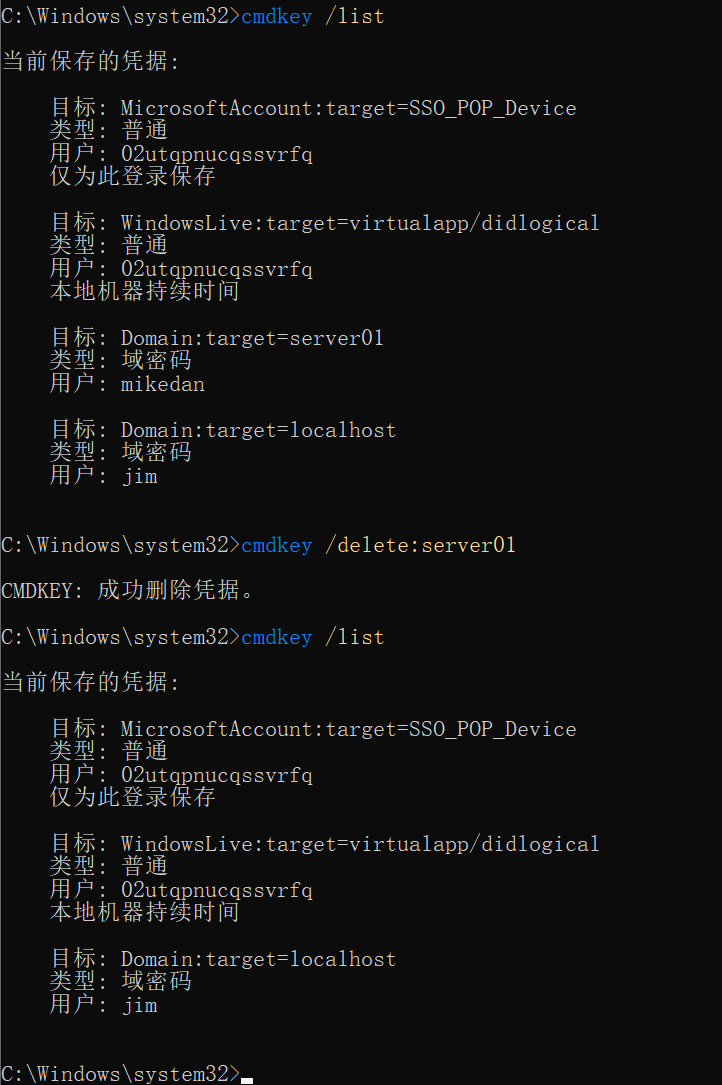 C:\Windows\system32>cmdkey /list
当前保存的凭据:
目标: MicrosoftAccount:target=SSO_POP_Device
类型: 普通
用户: 02utqpnucqssvrfq
仅为此登录保存
目标: WindowsLive:target=virtualapp/didlogical
类型: 普通
用户: 02utqpnucqssvrfq
本地机器持续时间
目标: Domain:target=server01
类型: 域密码
用户: mikedan
目标: Domain:target=localhost
类型: 域密码
用户: jim
C:\Windows\system32>cmdkey /delete:server01
CMDKEY: 成功删除凭据。
C:\Windows\system32>cmdkey /list
当前保存的凭据:
目标: MicrosoftAccount:target=SSO_POP_Device
类型: 普通
用户: 02utqpnucqssvrfq
仅为此登录保存
目标: WindowsLive:target=virtualapp/didlogical
类型: 普通
用户: 02utqpnucqssvrfq
本地机器持续时间
目标: Domain:target=localhost
类型: 域密码
用户: jim
C:\Windows\system32>